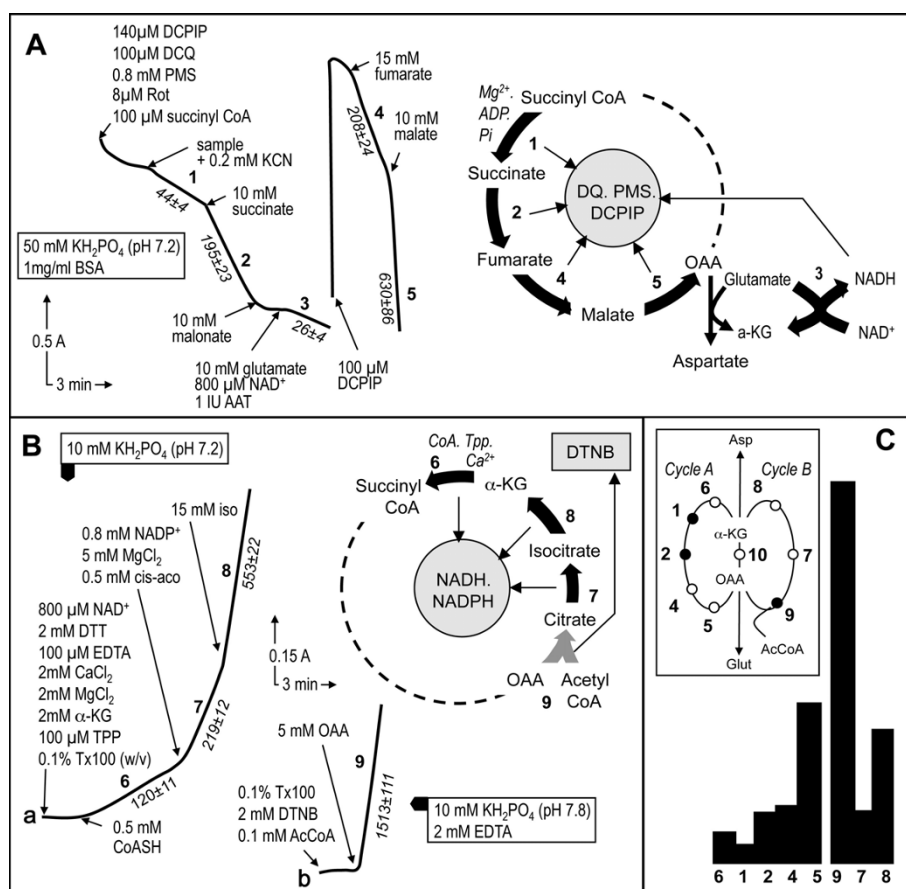 A
140µM DCPIP
100µM DCQ
0.8 mM PMS
8µM Rot
100 µM succinyl CoA
sample
+ 0.2 mM KCN
1
44±4
10 mM
succinate
2
195±23
50 mM KH₂PO₄ (pH 7.2)
1mg/ml BSA
10 mM
malonate
3
26±4
10 mM glutamate
800 µM NAD⁺
1 IU AAT
0.5 A
3 min
15 mM
fumarate
4
208±24
10 mM
malate
630±86
5
100 µM
DCPIP
Mg²⁺.
ADP.
Pi
Succinyl CoA
1
Succinate
2
DQ. PMS.
DCPIP
Fumarate
4
5
Malate
OAA
Glutamate
3
NADH
a-KG
NAD⁺
Aspartate
B
10 mM KH₂PO₄ (pH 7.2)
15 mM iso
0.8 mM NADP⁺
5 mM MgCl₂
0.5 mM cis-aco
8
553±22
800 µM NAD⁺
2 mM DTT
100 µM EDTA
2mM CaCl₂
2mM MgCl₂
2mM α-KG
100 µM TPP
0.1% Tx100 (w/v)
7
219±12
6
120±11
a
0.5 mM
CoASH
0.15 A
3 min
5 mM OAA
9
1513±111
0.1% Tx100
2 mM DTNB
0.1 mM AcCoA
b
10 mM KH₂PO₄ (pH 7.8)
2 mM EDTA
CoA. Tpp.
Ca²⁺
6
Succinyl
CoA
α-KG
DTNB
8
Isocitrate
NADH.
NADPH
7
Citrate
OAA
Acetyl
CoA
9
C
Asp
Cycle A
Cycle B
6
8
1
α-KG
2
10
7
OAA
4
9
5
AcCoA
Glut
6 1 2 4 5 9 7 8